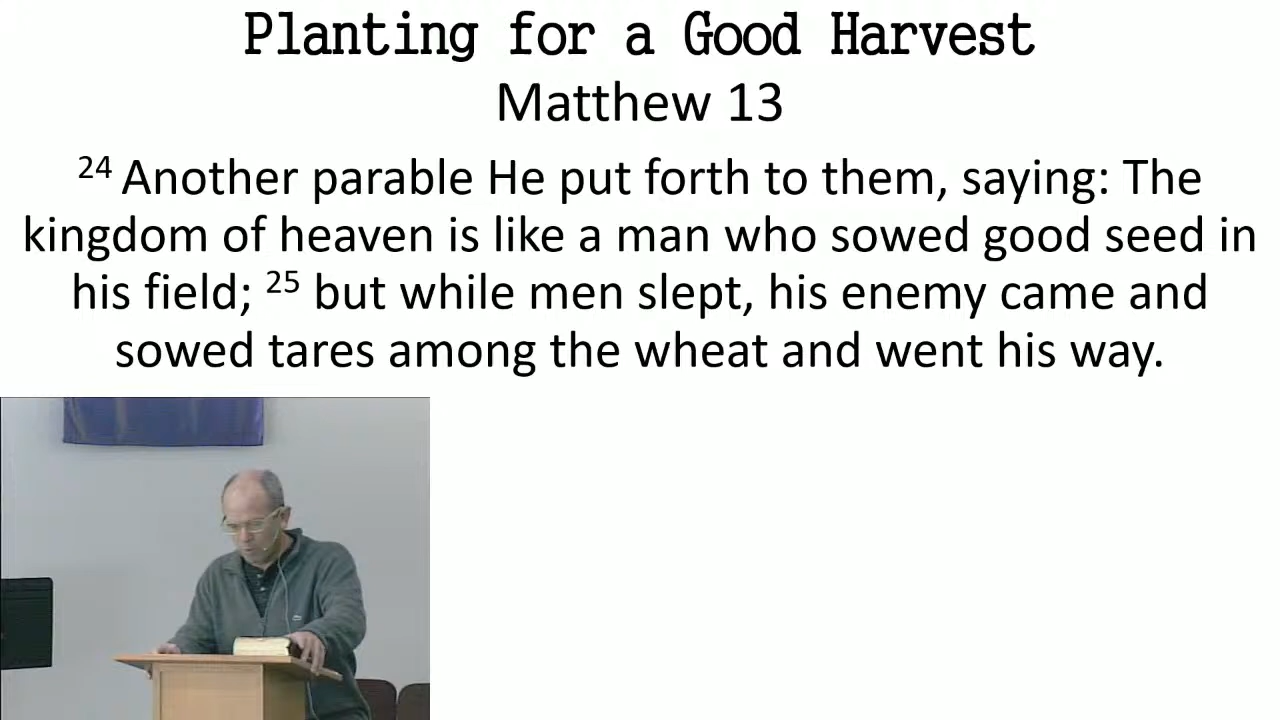 Planting for a Good Harvest
Matthew 13
24 Another parable He put forth to them, saying: The
kingdom of heaven is like a man who sowed good seed in
his field; 25 but while men slept, his enemy came and
sowed tares among the wheat and went his way.